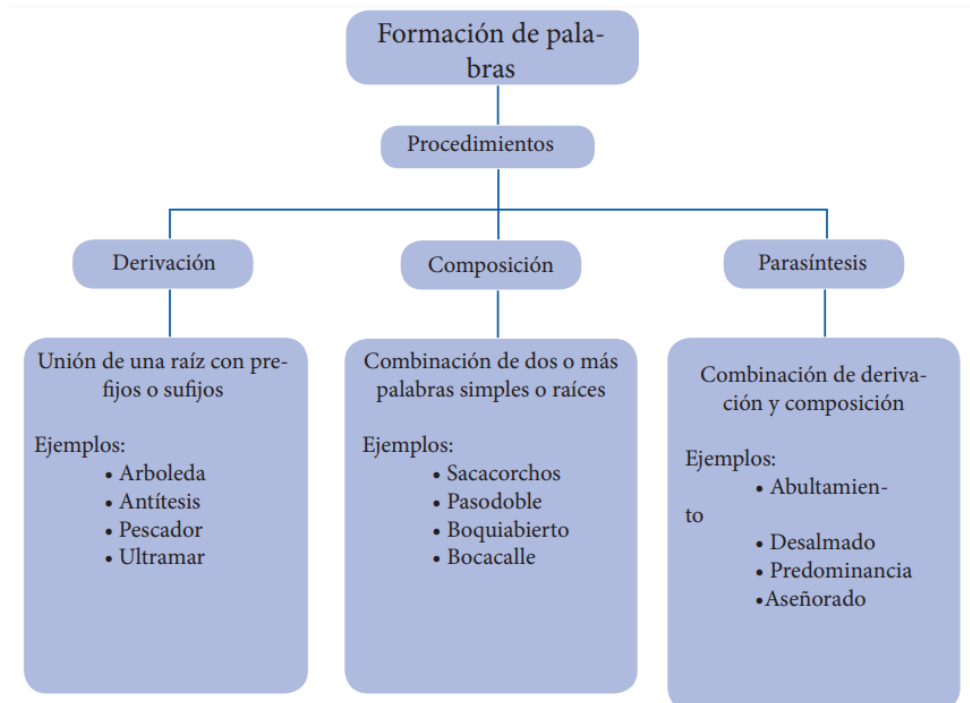 Formación de pala-
bras
Procedimientos
Derivación
Composición
Parasíntesis
Unión de una raíz con pre-
fijos o sufijos
Ejemplos:
• Arboleda
• Antítesis
• Pescador
• Ultramar
Combinación de dos o más
palabras simples o raíces
Ejemplos:
• Sacacorchos
• Pasodoble
• Boquiabierto
• Bocacalle
Combinación de deriva-
ción y composición
Ejemplos:
• Abultamien-
to
• Desalmado
• Predominancia
•Aseñorado